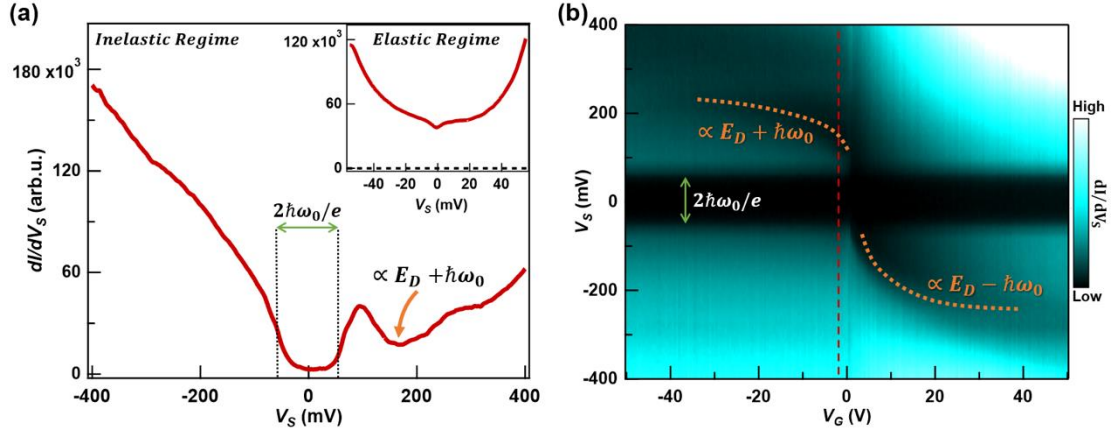 (a)
Inelastic Regime
Elastic Regime
120 x10³
60
0
-40 -20 0 20 40
V_S (mV)
180 x10³
120
60
0
dI/dV_S (arb.u.)
2ℏω₀/e
∝ E_D + ℏω₀
-400 -200 0 200 400
V_S (mV)
(b)
400
200
0
-200
-400
V_S (mV)
∝ E_D + ℏω₀
2ℏω₀/e
∝ E_D − ℏω₀
-40 -20 0 20 40
V_G (V)
High
dI/dV_S
Low